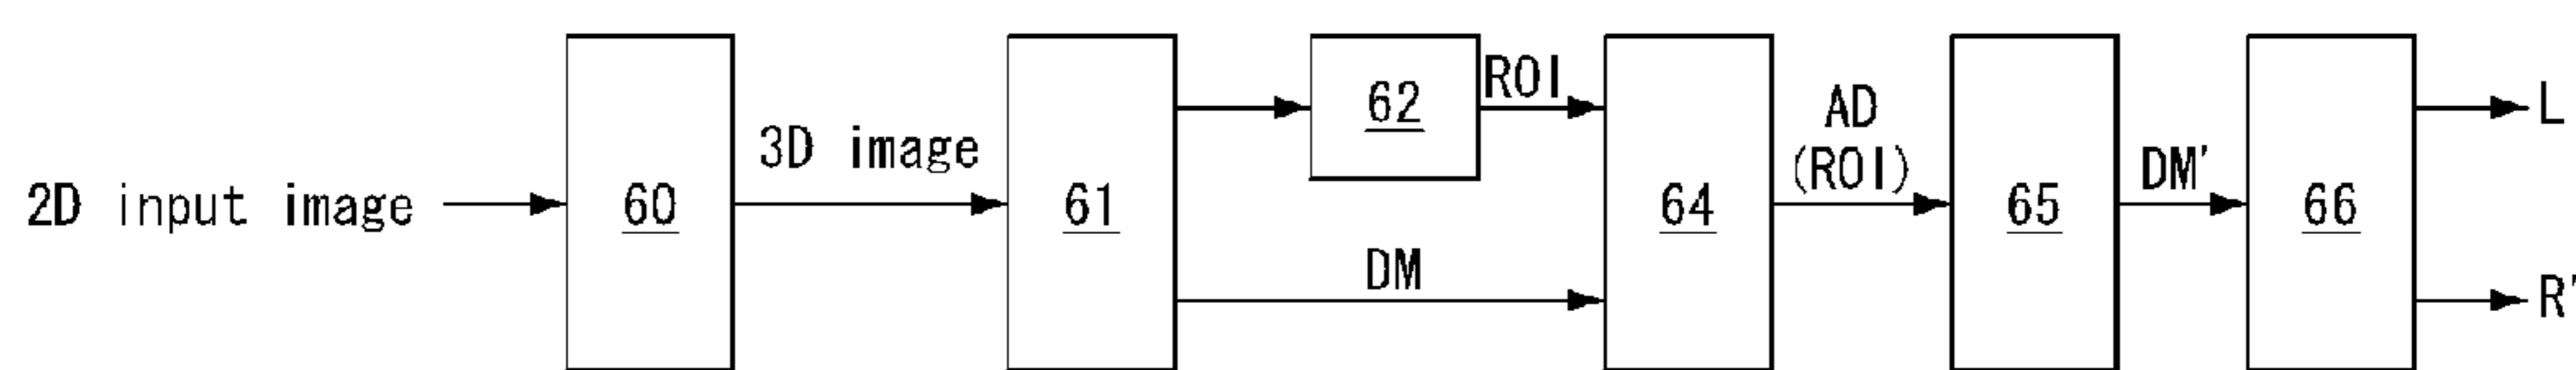 2D input image
60
3D image
61
62
ROI
DM
64
AD
(ROI)
65
DM'
66
L
R'